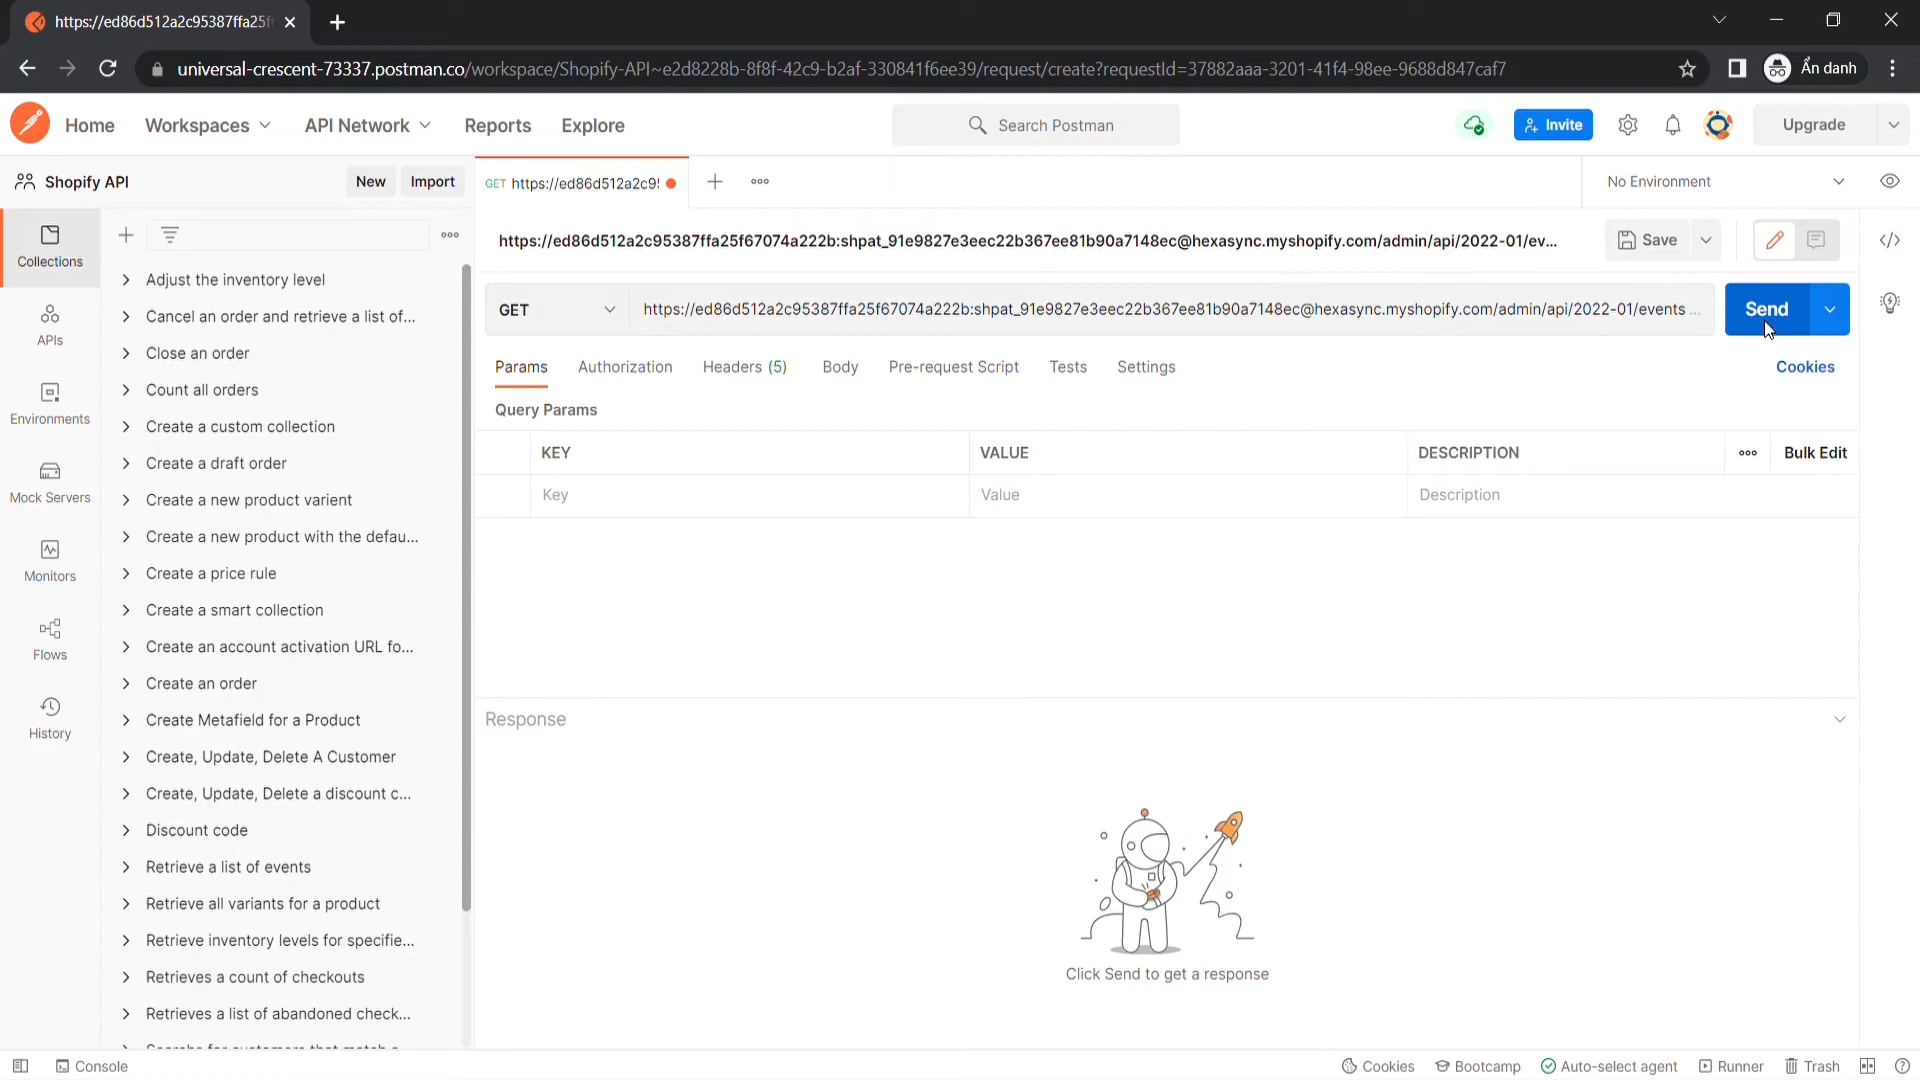 https://ed86d512a2c95387ffa25f
universal-crescent-73337.postman.co/workspace/Shopify-API~e2d8228b-8f8f-42c9-b2af-330841f6ee39/request/create?requestId=37882aaa-3201-41f4-98ee-9688d847caf7
Ẩn danh
Home
Workspaces
API Network
Reports
Explore
Search Postman
Invite
Upgrade
Shopify API
New
Import
GET https://ed86d512a2c9!
No Environment
Collections
APIs
Environments
Mock Servers
Monitors
Flows
History
Adjust the inventory level
Cancel an order and retrieve a list of...
Close an order
Count all orders
Create a custom collection
Create a draft order
Create a new product varient
Create a new product with the defau...
Create a price rule
Create a smart collection
Create an account activation URL fo...
Create an order
Create Metafield for a Product
Create, Update, Delete A Customer
Create, Update, Delete a discount c...
Discount code
Retrieve a list of events
Retrieve all variants for a product
Retrieve inventory levels for specifie...
Retrieves a count of checkouts
Retrieves a list of abandoned check...
https://ed86d512a2c95387ffa25f67074a222b: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@hexasync.myshopify.com/admin/api/2022-01/ev...
Save
GET
https://ed86d512a2c95387ffa25f67074a222b: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@hexasync.myshopify.com/admin/api/2022-01/events ...
Send
Params
Authorization
Headers (5)
Body
Pre-request Script
Tests
Settings
Cookies
Query Params
KEY
VALUE
DESCRIPTION
Bulk Edit
Key
Value
Description
Response
Click Send to get a response
Console
Cookies
Bootcamp
Auto-select agent
Runner
Trash